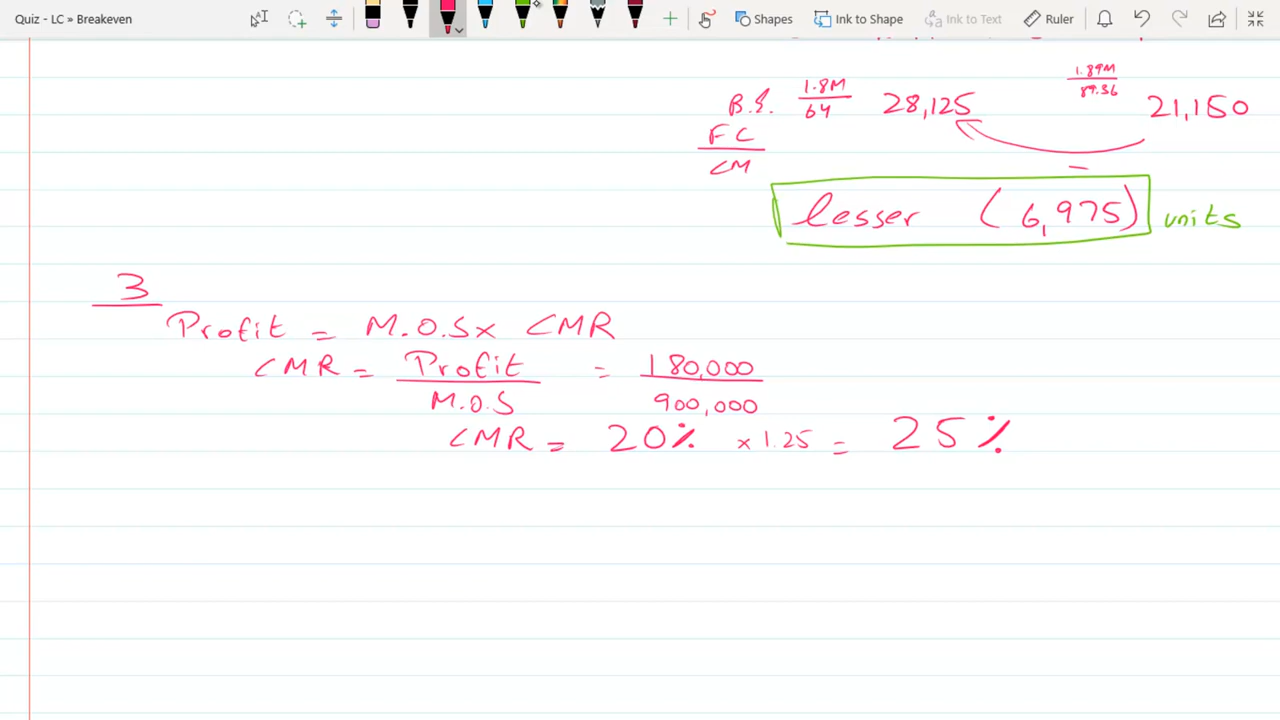 Quiz - LC » Breakeven
Shapes
Ink to Shape
Ink to Text
Ruler
B.S. 1.8M/64 28,125 1.89M/89.36 21,150
FC/CM
lesser (6,975) units
3
Profit = M.O.S x CMR
CMR = Profit/M.O.S = 180,000/900,000
CMR = 20% x 1.25 = 25%